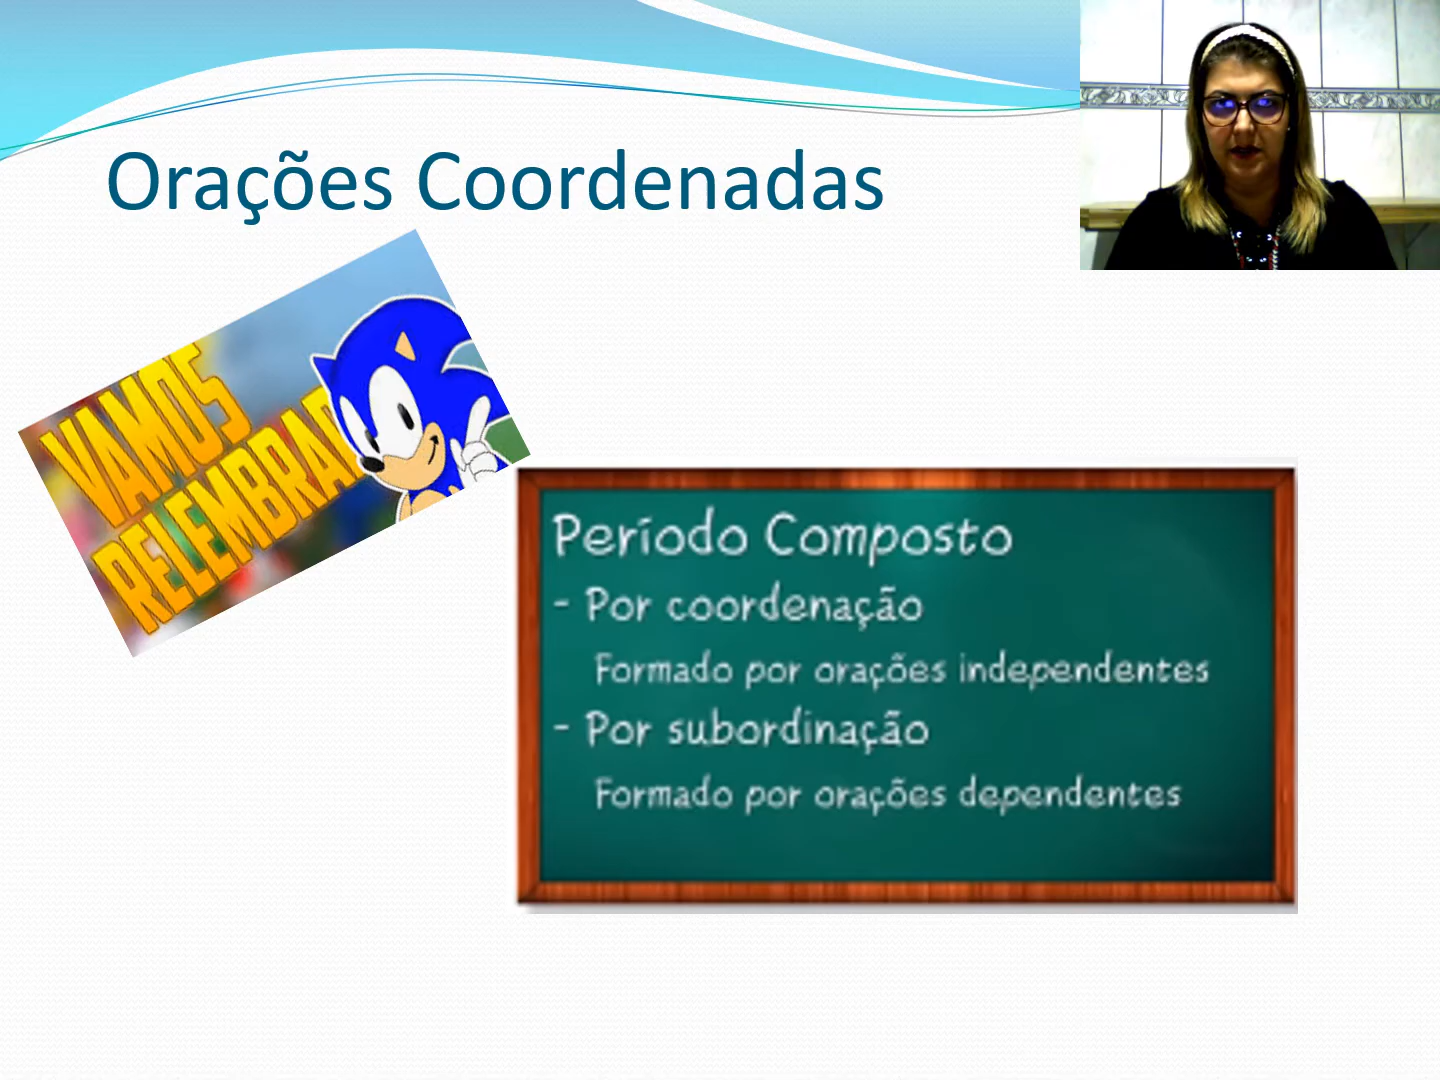 Orações Coordenadas
VAMOS
RELEMBRAR
Período Composto
- Por coordenação
Formado por orações independentes
- Por subordinação
Formado por orações dependentes